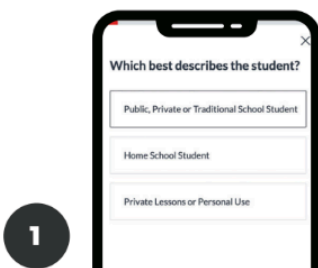 Which best describes the student?
Public, Private or Traditional School Student
Home School Student
Private Lessons or Personal Use
1